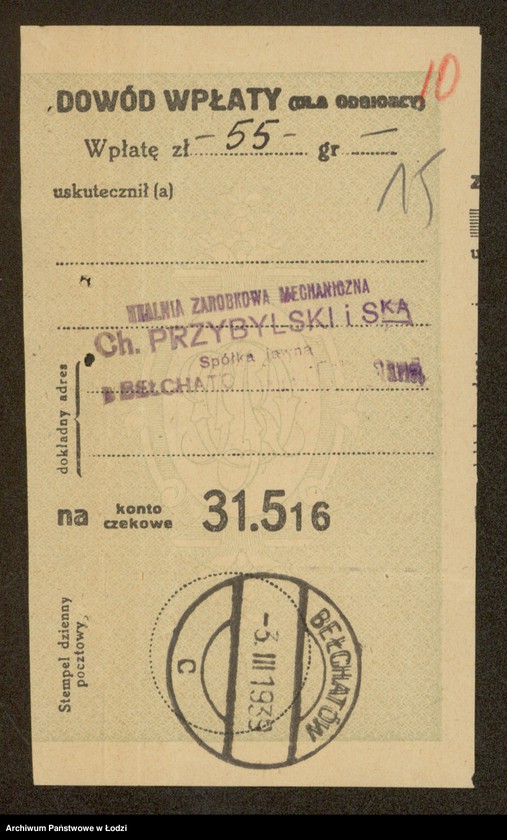 10
DOWÓD WPŁATY (DLA ODBIORCY)
Wpłatę zł -55- gr —
uskutecznił (a)
15
TKALNIA ZAROBKOWA MECHANICZNA
Ch. PRZYBYLSKI i SKA
Spółka jawna
BEŁCHATO
dokładny adres
na konto czekowe 31.516
Stempel dzienny
pocztowy
BEŁCHATÓW
-3.III 1939
C
Archiwum Państwowe w Łodzi